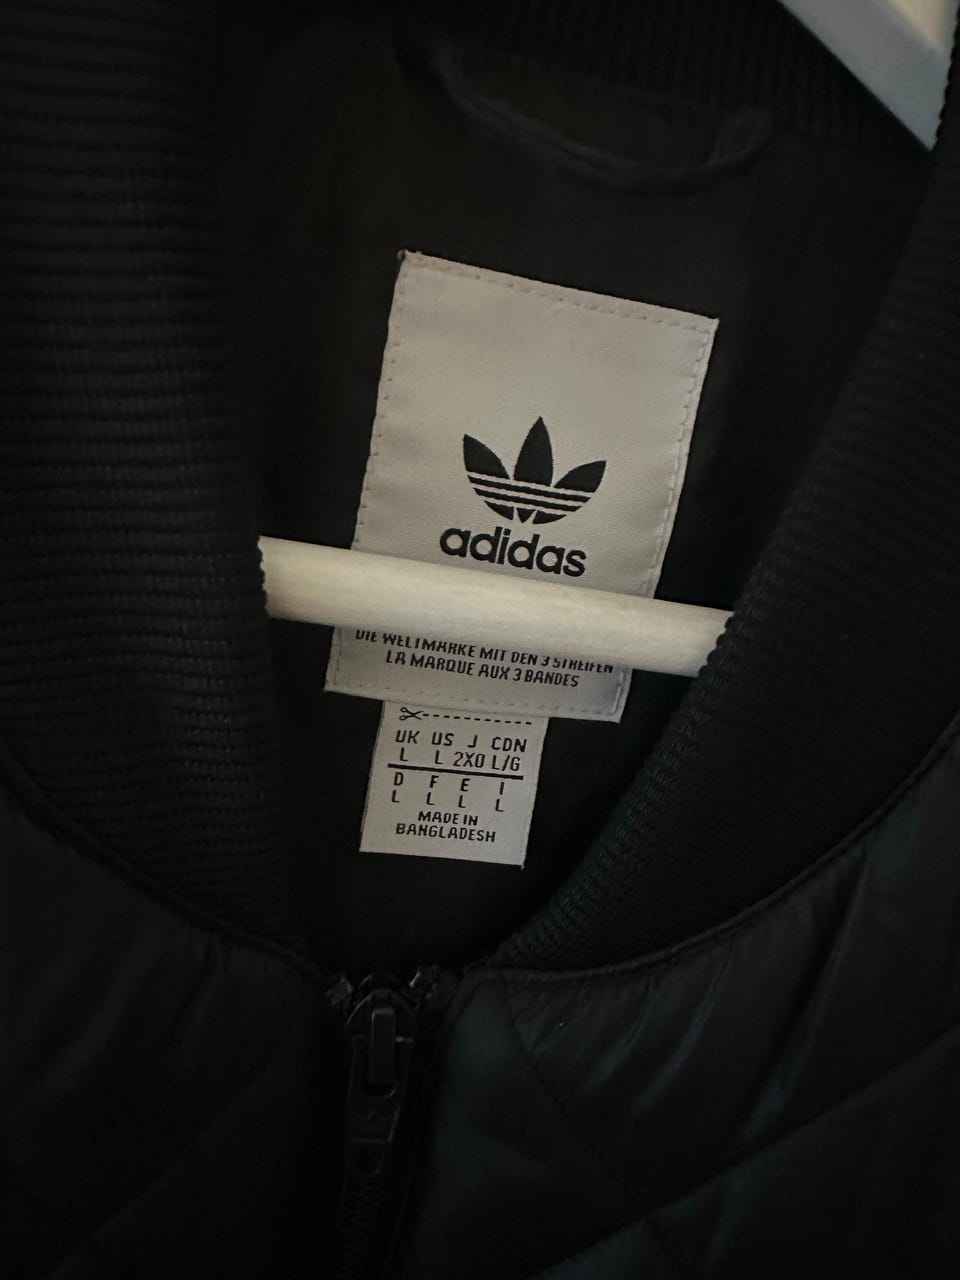 adidas
DIE WELTMARKE MIT DEN 3 STREIFEN
LA MARQUE AUX 3 BANDES
UK US J CDN
L L 2XO L/G
D F E I
L L L L
MADE IN
BANGLADESH